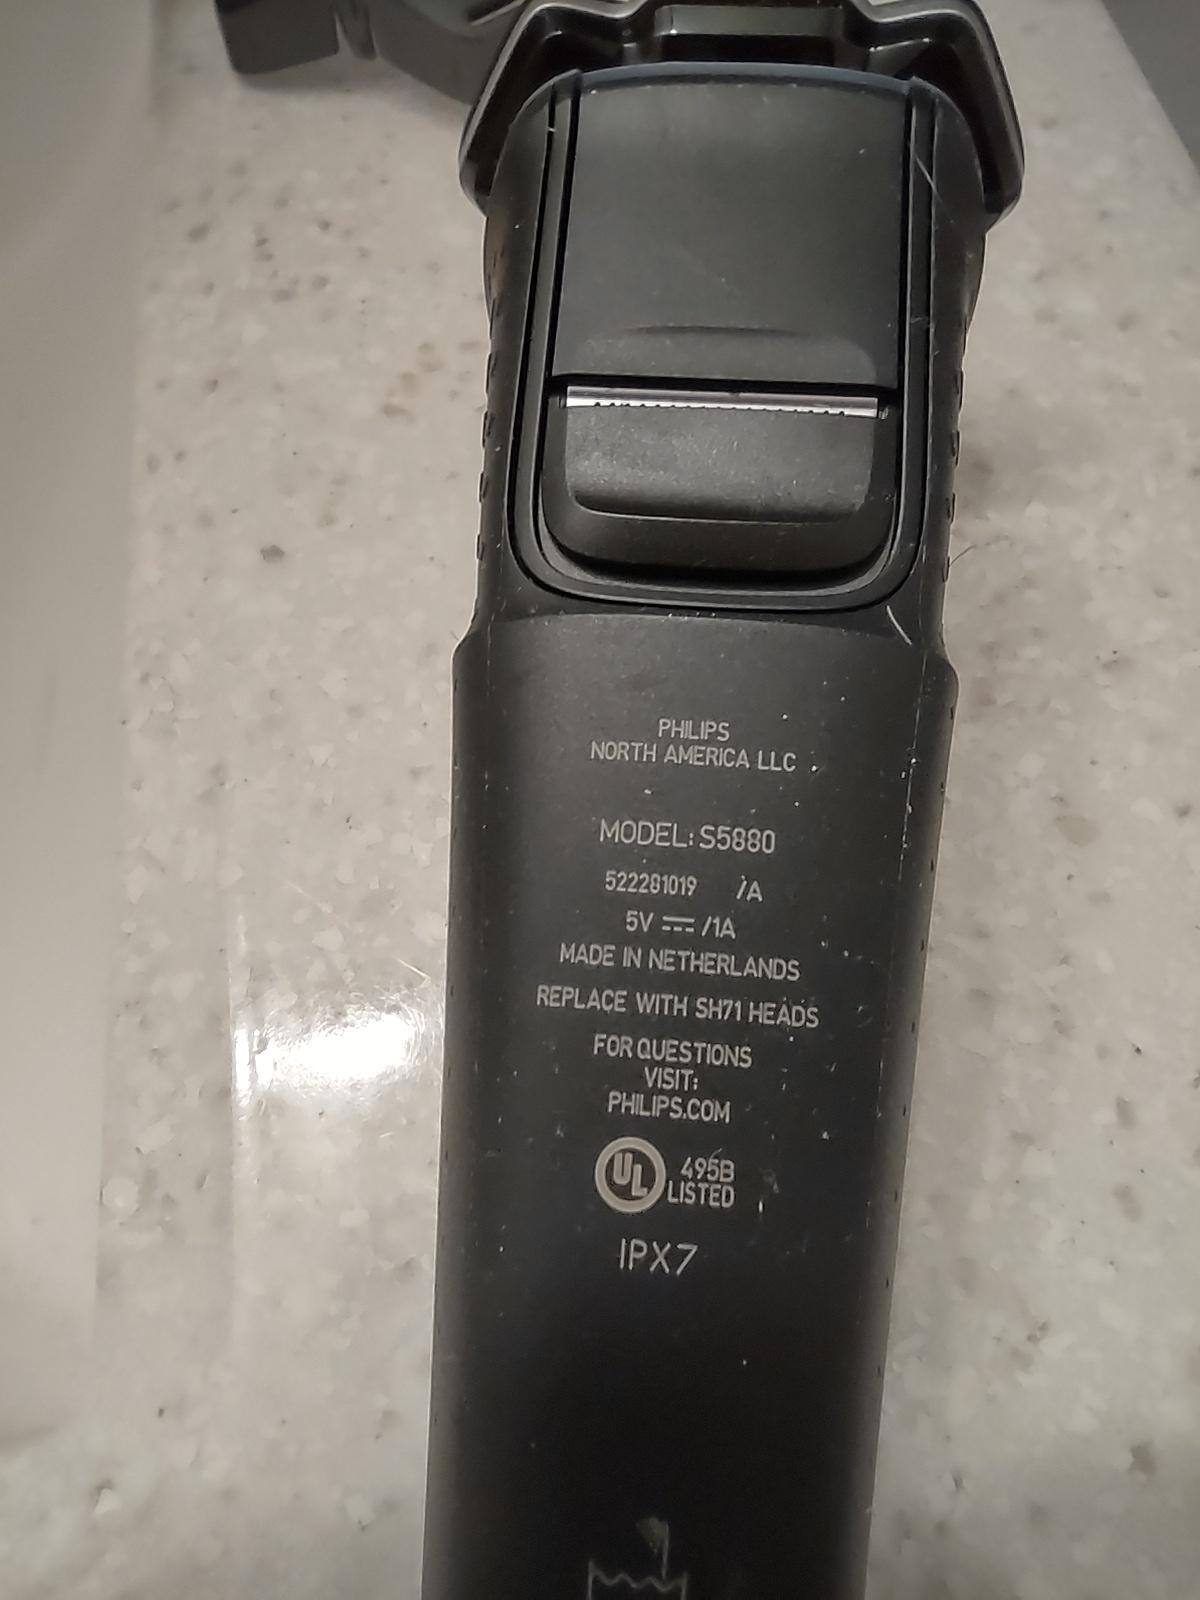 PHILIPS
NORTH AMERICA LLC
MODEL: S5880
522281019 /A
5V ⎓ /1A
MADE IN NETHERLANDS
REPLACE WITH SH71 HEADS
FOR QUESTIONS
VISIT:
PHILIPS.COM
UL 495B
LISTED
IPX7